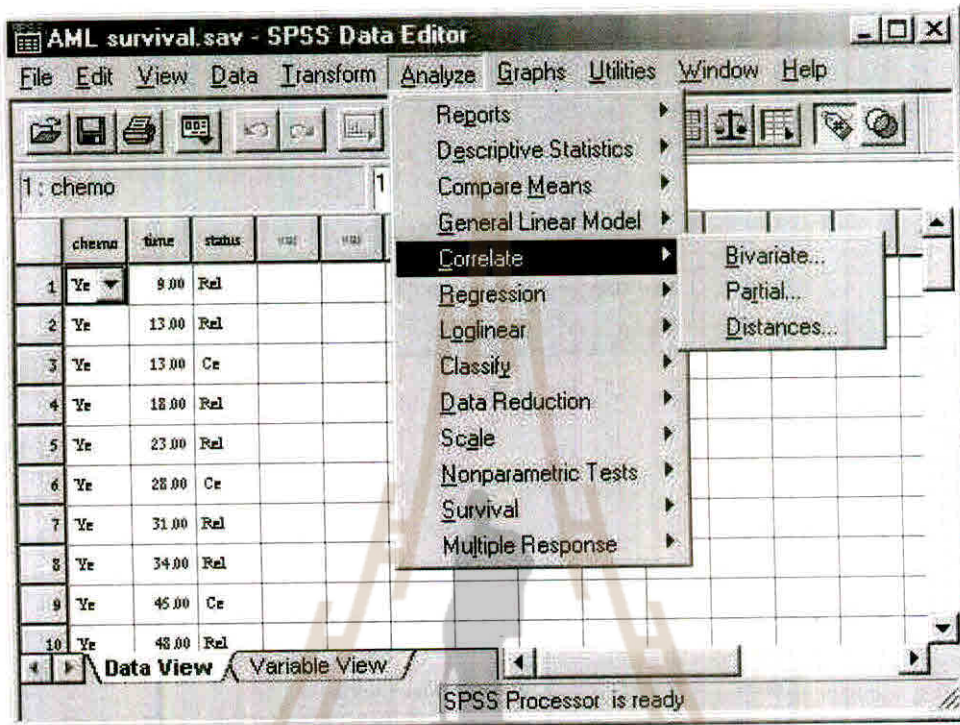 AML survival.sav - SPSS Data Editor
File Edit View Data Transform Analyze Graphs Utilities Window Help
Reports
Descriptive Statistics
1 : chemo 1 Compare Means
General Linear Model
chemo time status var var
Correlate Bivariate...
1 Ye 9.00 Rel
Regression Partial...
2 Ye 13.00 Rel
Loglinear Distances...
3 Ye 13.00 Ce
Classify
4 Ye 18.00 Rel
Data Reduction
5 Ye 23.00 Rel
Scale
6 Ye 28.00 Ce
Nonparametric Tests
7 Ye 31.00 Rel
Survival
8 Ye 34.00 Rel
Multiple Response
9 Ye 45.00 Ce
10 Ye 48.00 Rel
Data View Variable View
SPSS Processor is ready